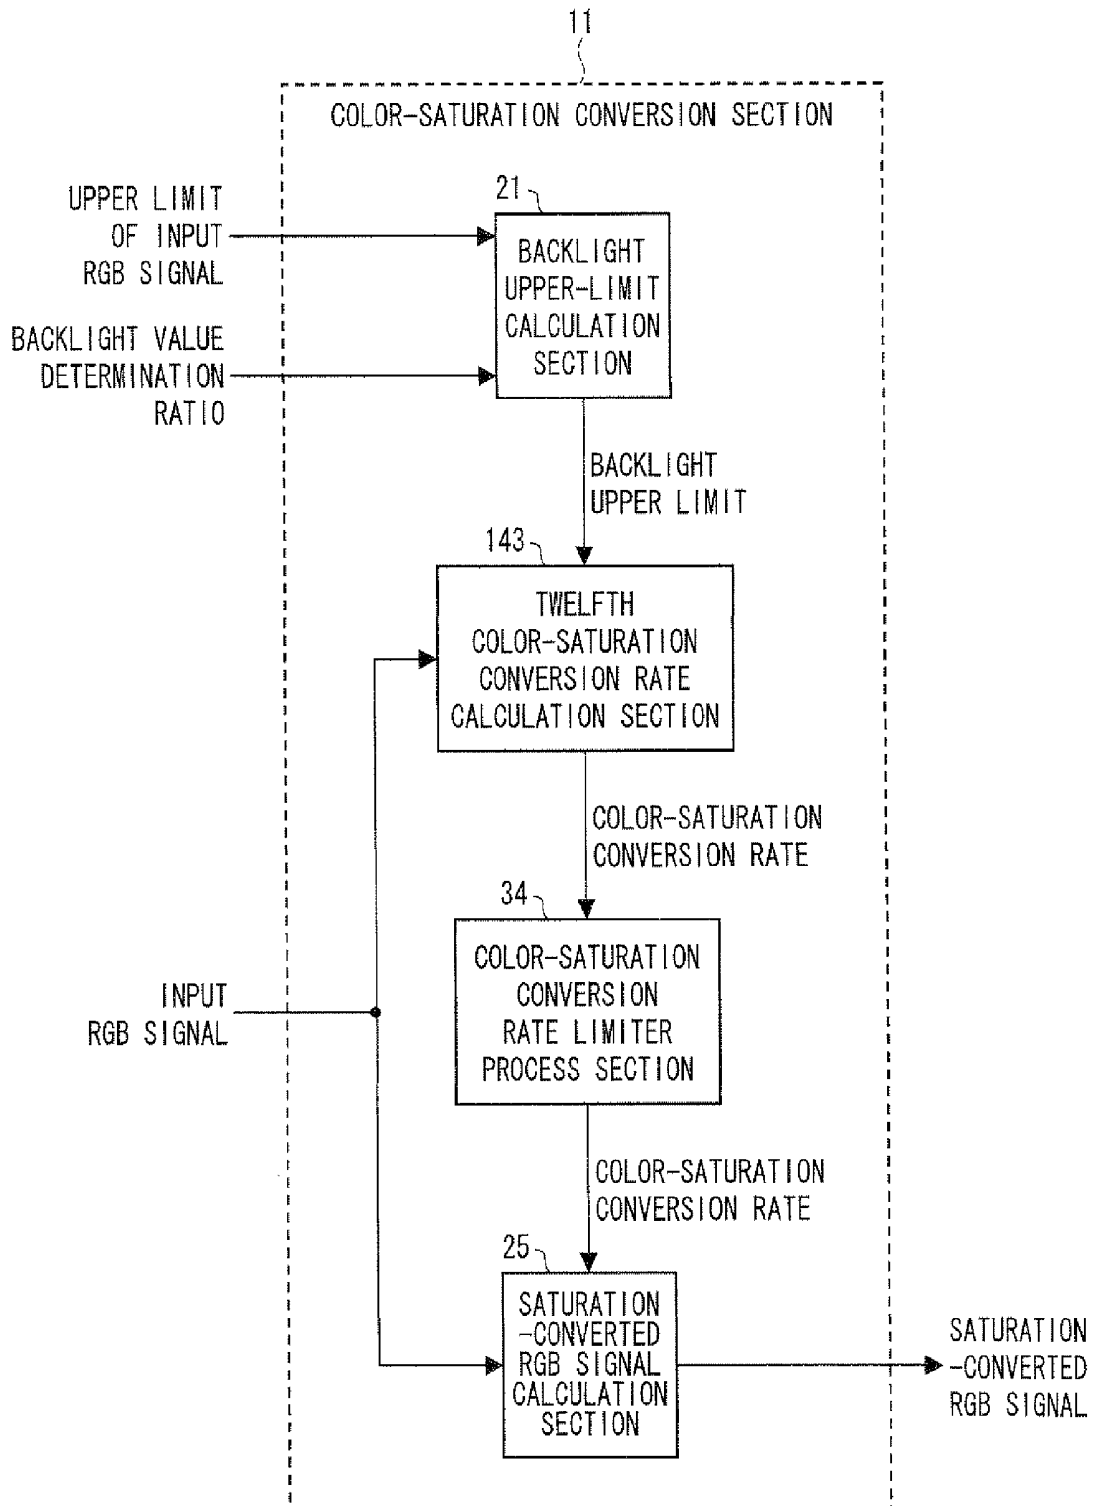 11
COLOR-SATURATION CONVERSION SECTION
UPPER LIMIT
OF INPUT
RGB SIGNAL
21
BACKLIGHT
UPPER-LIMIT
CALCULATION
SECTION
BACKLIGHT VALUE
DETERMINATION
RATIO
BACKLIGHT
UPPER LIMIT
143
TWELFTH
COLOR-SATURATION
CONVERSION RATE
CALCULATION SECTION
COLOR-SATURATION
CONVERSION RATE
34
COLOR-SATURATION
CONVERSION
RATE LIMITER
PROCESS SECTION
INPUT
RGB SIGNAL
COLOR-SATURATION
CONVERSION RATE
25
SATURATION
-CONVERTED
RGB SIGNAL
CALCULATION
SECTION
SATURATION
-CONVERTED
RGB SIGNAL